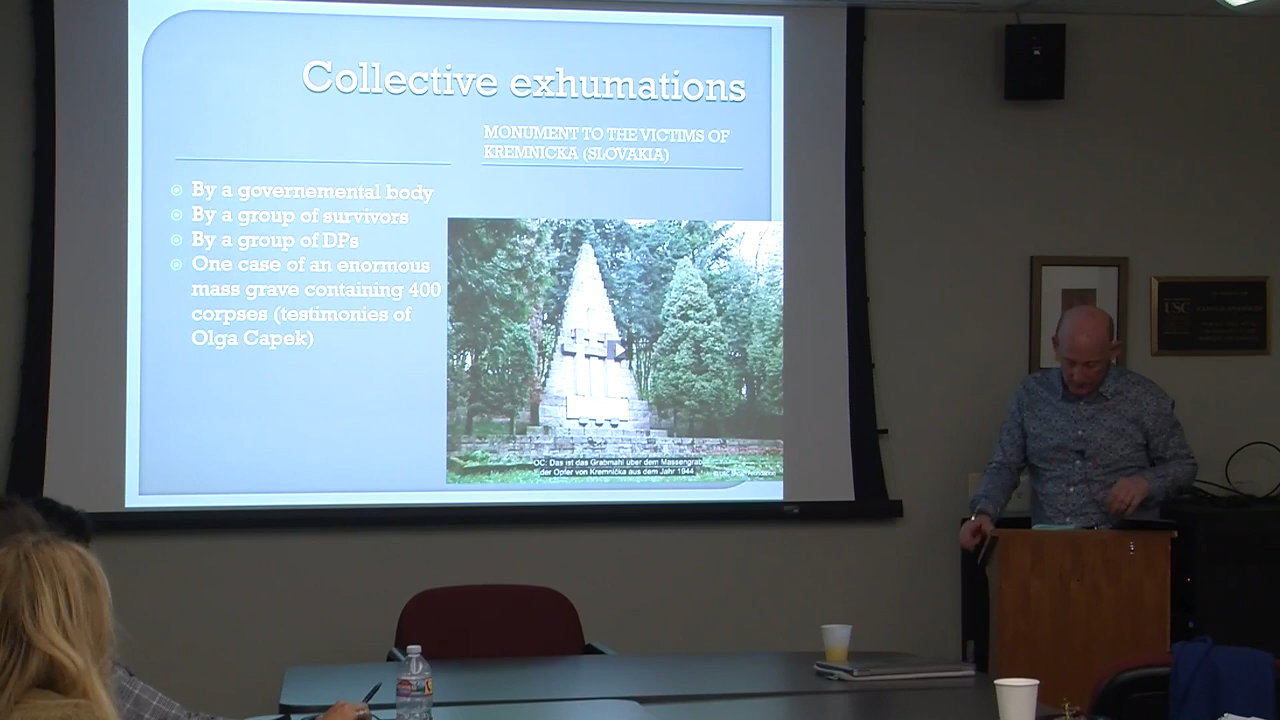 Collective exhumations
MONUMENT TO THE VICTIMS OF
KREMNICKA (SLOVAKIA)
By a governemental body
By a group of survivors
By a group of DPs
One case of an enormous
mass grave containing 400
corpses (testimonies of
Olga Capek)
OC: Das ist das Grabmahl über dem Massengrab
der Opfer von Kremnicka aus dem Jahr 1944
USC